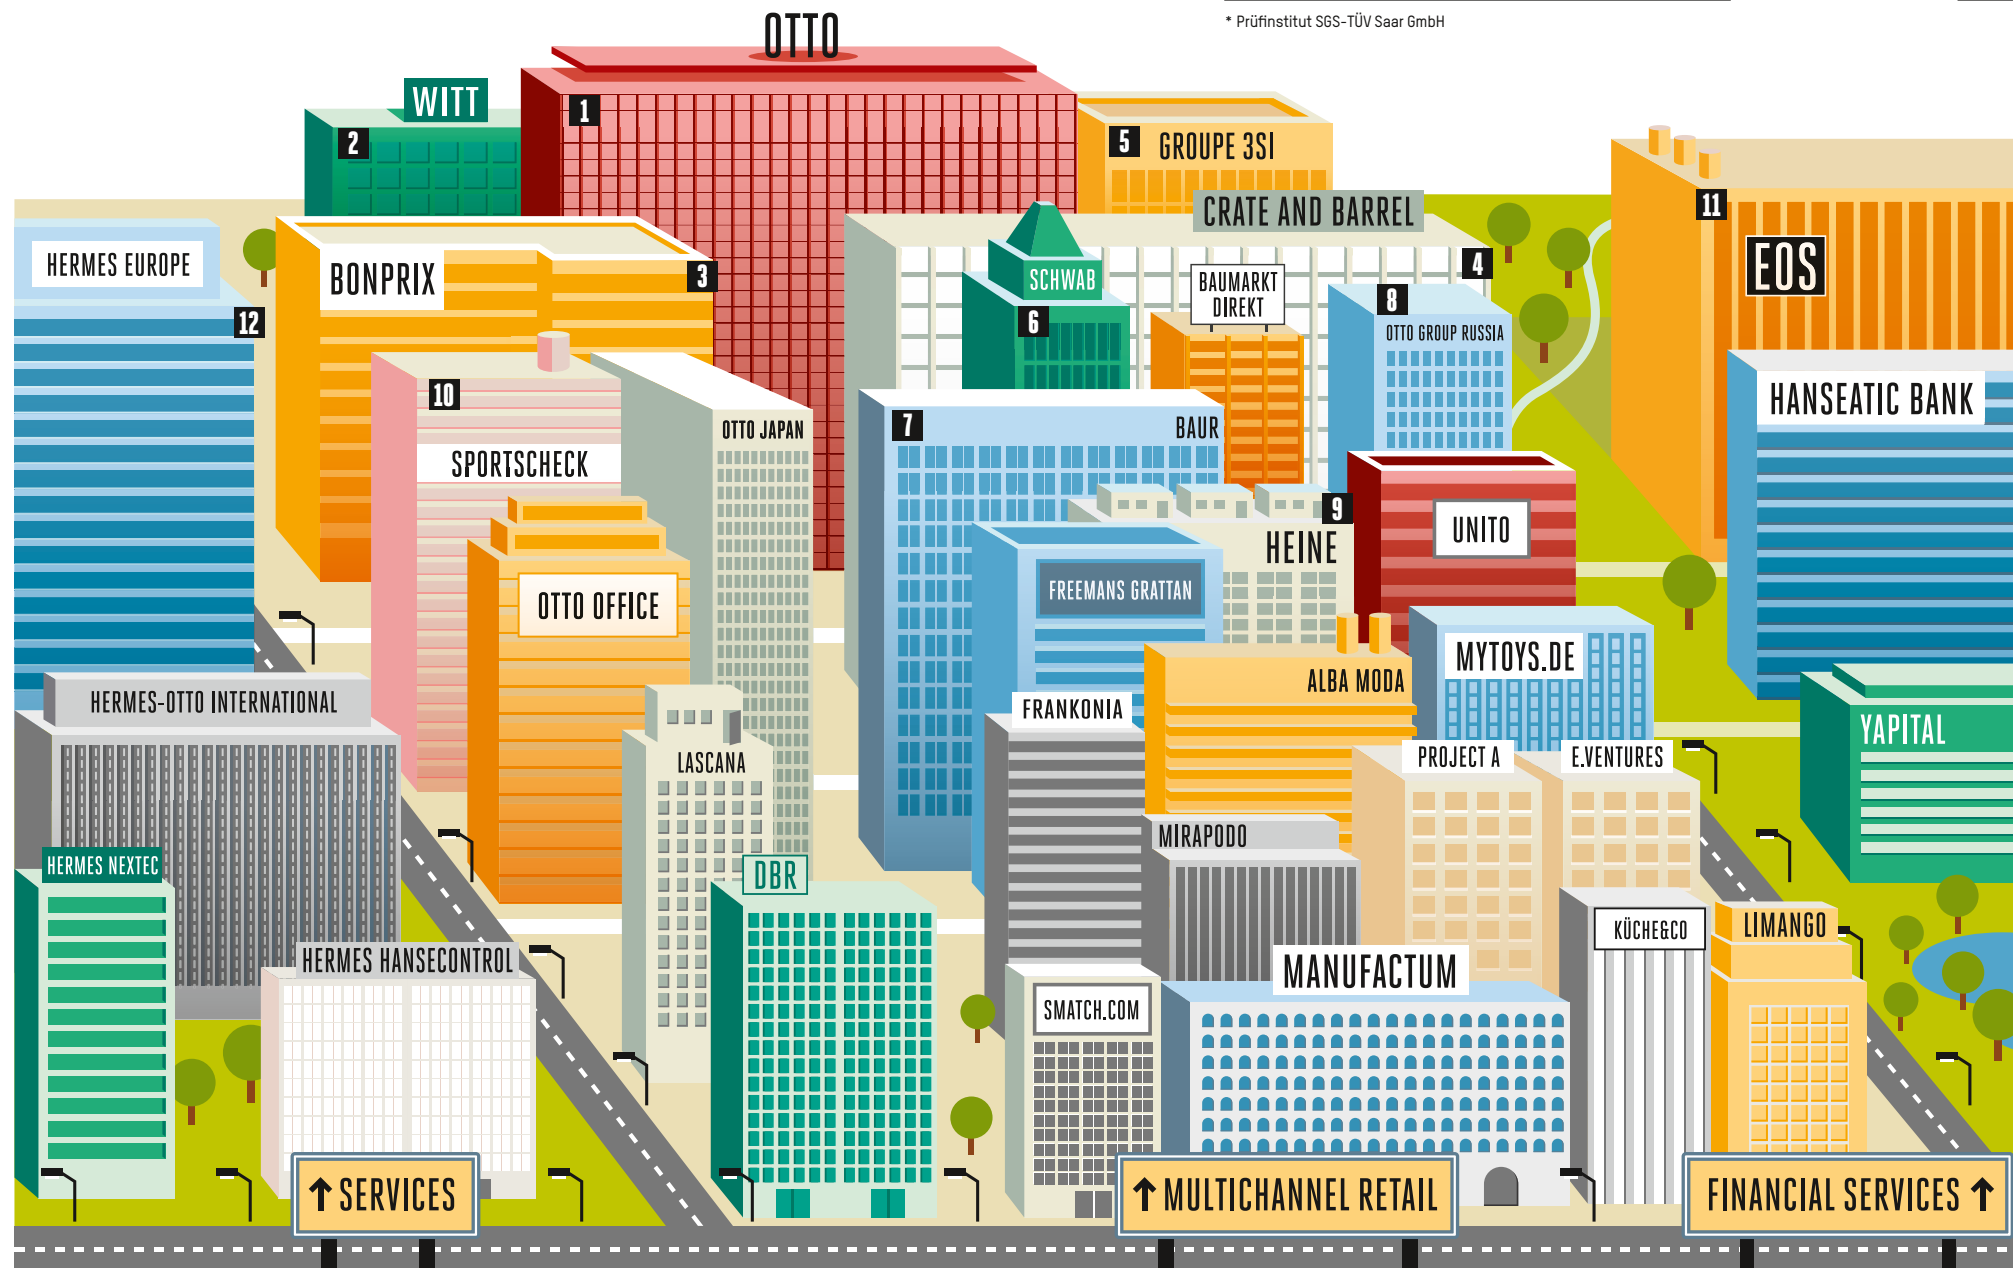 * Prüfinstitut SGS-TÜV Saar GmbH
OTTO
WITT
1
2
5
GROUPE 3SI
11
CRATE AND BARREL
HERMES EUROPE
BONPRIX
3
SCHWAB
BAUMARKT
DIREKT
4
EOS
12
6
8
OTTO GROUP RUSSIA
10
HANSEATIC BANK
7
BAUR
OTTO JAPAN
SPORTSCHECK
9
UNITO
HEINE
FREEMANS GRATTAN
OTTO OFFICE
MYTOYS.DE
ALBA MODA
HERMES-OTTO INTERNATIONAL
FRANKONIA
YAPITAL
LASCANA
PROJECT A
E.VENTURES
MIRAPODO
HERMES NEXTEC
DBR
KÜCHE&CO
LIMANGO
HERMES HANSECONTROL
MANUFACTUM
SMATCH.COM
↑ SERVICES
↑ MULTICHANNEL RETAIL
FINANCIAL SERVICES ↑